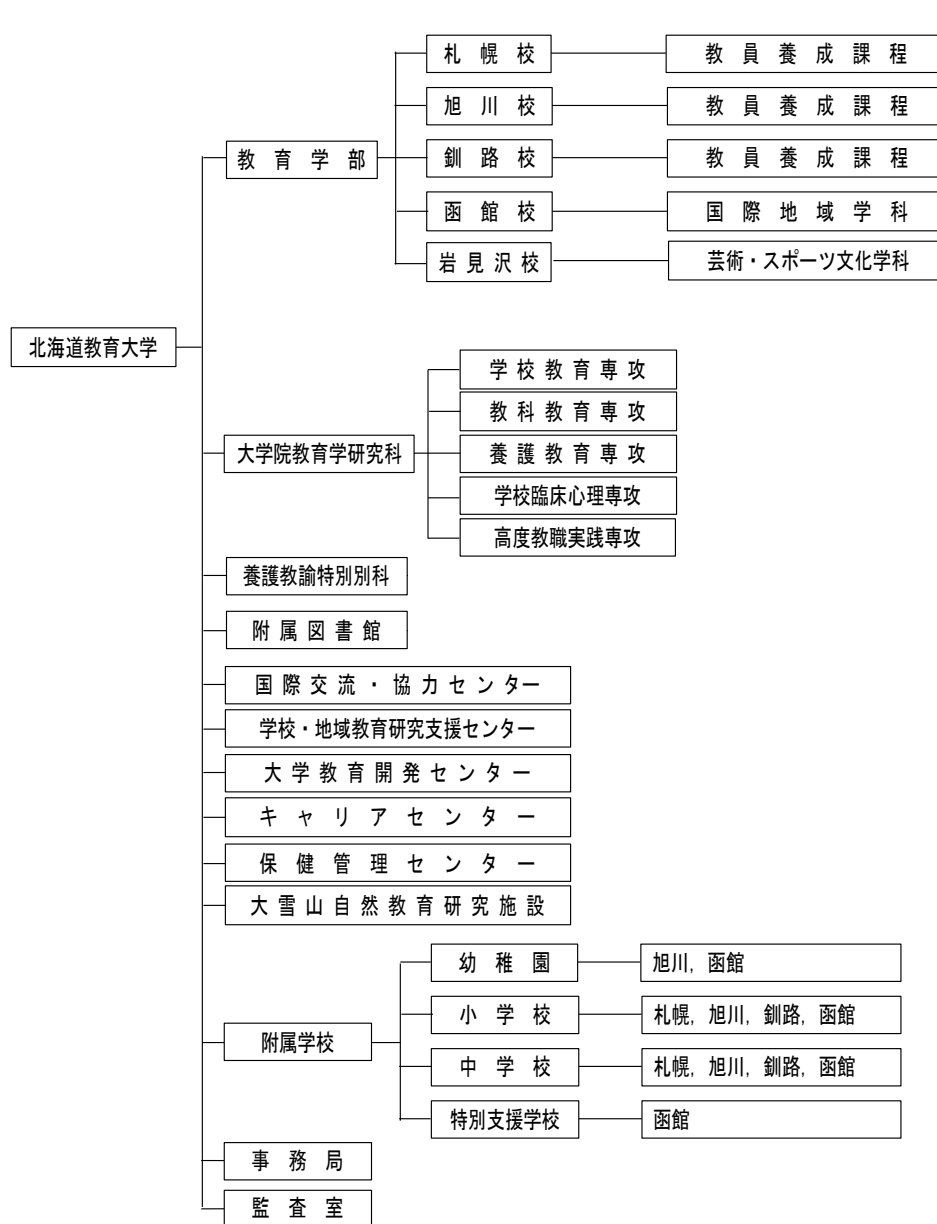 札幌校 教員養成課程
旭川校 教員養成課程
教育学部 釧路校 教員養成課程
函館校 国際地域学科
岩見沢校 芸術・スポーツ文化学科
北海道教育大学
学校教育専攻
教科教育専攻
大学院教育学研究科 養護教育専攻
学校臨床心理専攻
高度教職実践専攻
養護教諭特別別科
附属図書館
国際交流・協力センター
学校・地域教育研究支援センター
大学教育開発センター
キャリアセンター
保健管理センター
大雪山自然教育研究施設
幼稚園 旭川, 函館
小学校 札幌, 旭川, 釧路, 函館
附属学校
中学校 札幌, 旭川, 釧路, 函館
特別支援学校 函館
事務局
監査室